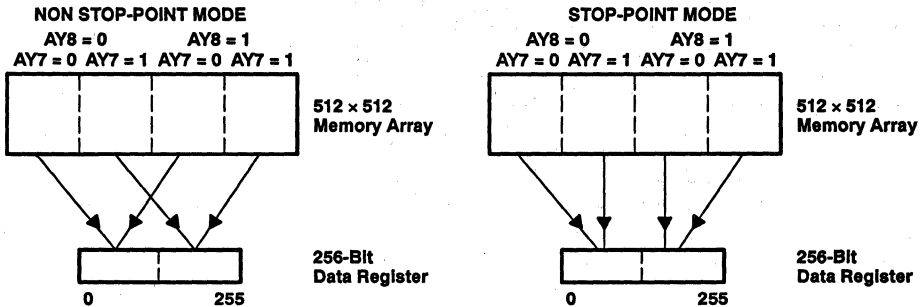 NON STOP-POINT MODE
AY8 = 0 AY8 = 1
AY7 = 0 AY7 = 1 AY7 = 0 AY7 = 1
512 × 512
Memory Array
256-Bit
Data Register
0 255
STOP-POINT MODE
AY8 = 0 AY8 = 1
AY7 = 0 AY7 = 1 AY7 = 0 AY7 = 1
512 × 512
Memory Array
256-Bit
Data Register
0 255